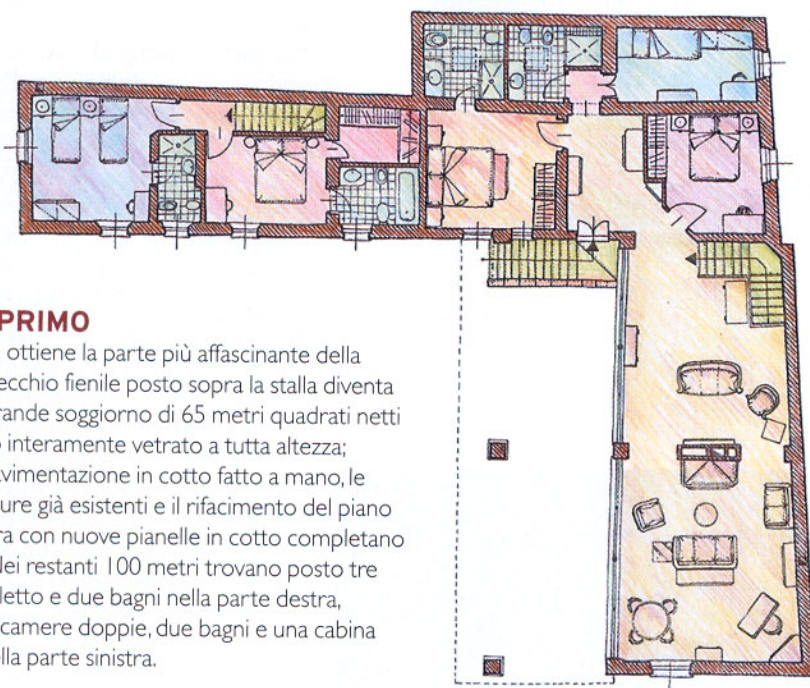 PRIMO
ottiene la parte più affascinante della
ecchio fienile posto sopra la stalla diventa
rande soggiorno di 65 metri quadrati netti
interamente vetrato a tutta altezza;
avimentazione in cotto fatto a mano, le
ure già esistenti e il rifacimento del piano
ra con nuove pianelle in cotto completano
Nei restanti 100 metri trovano posto tre
letto e due bagni nella parte destra,
camere doppie, due bagni e una cabina
lla parte sinistra.